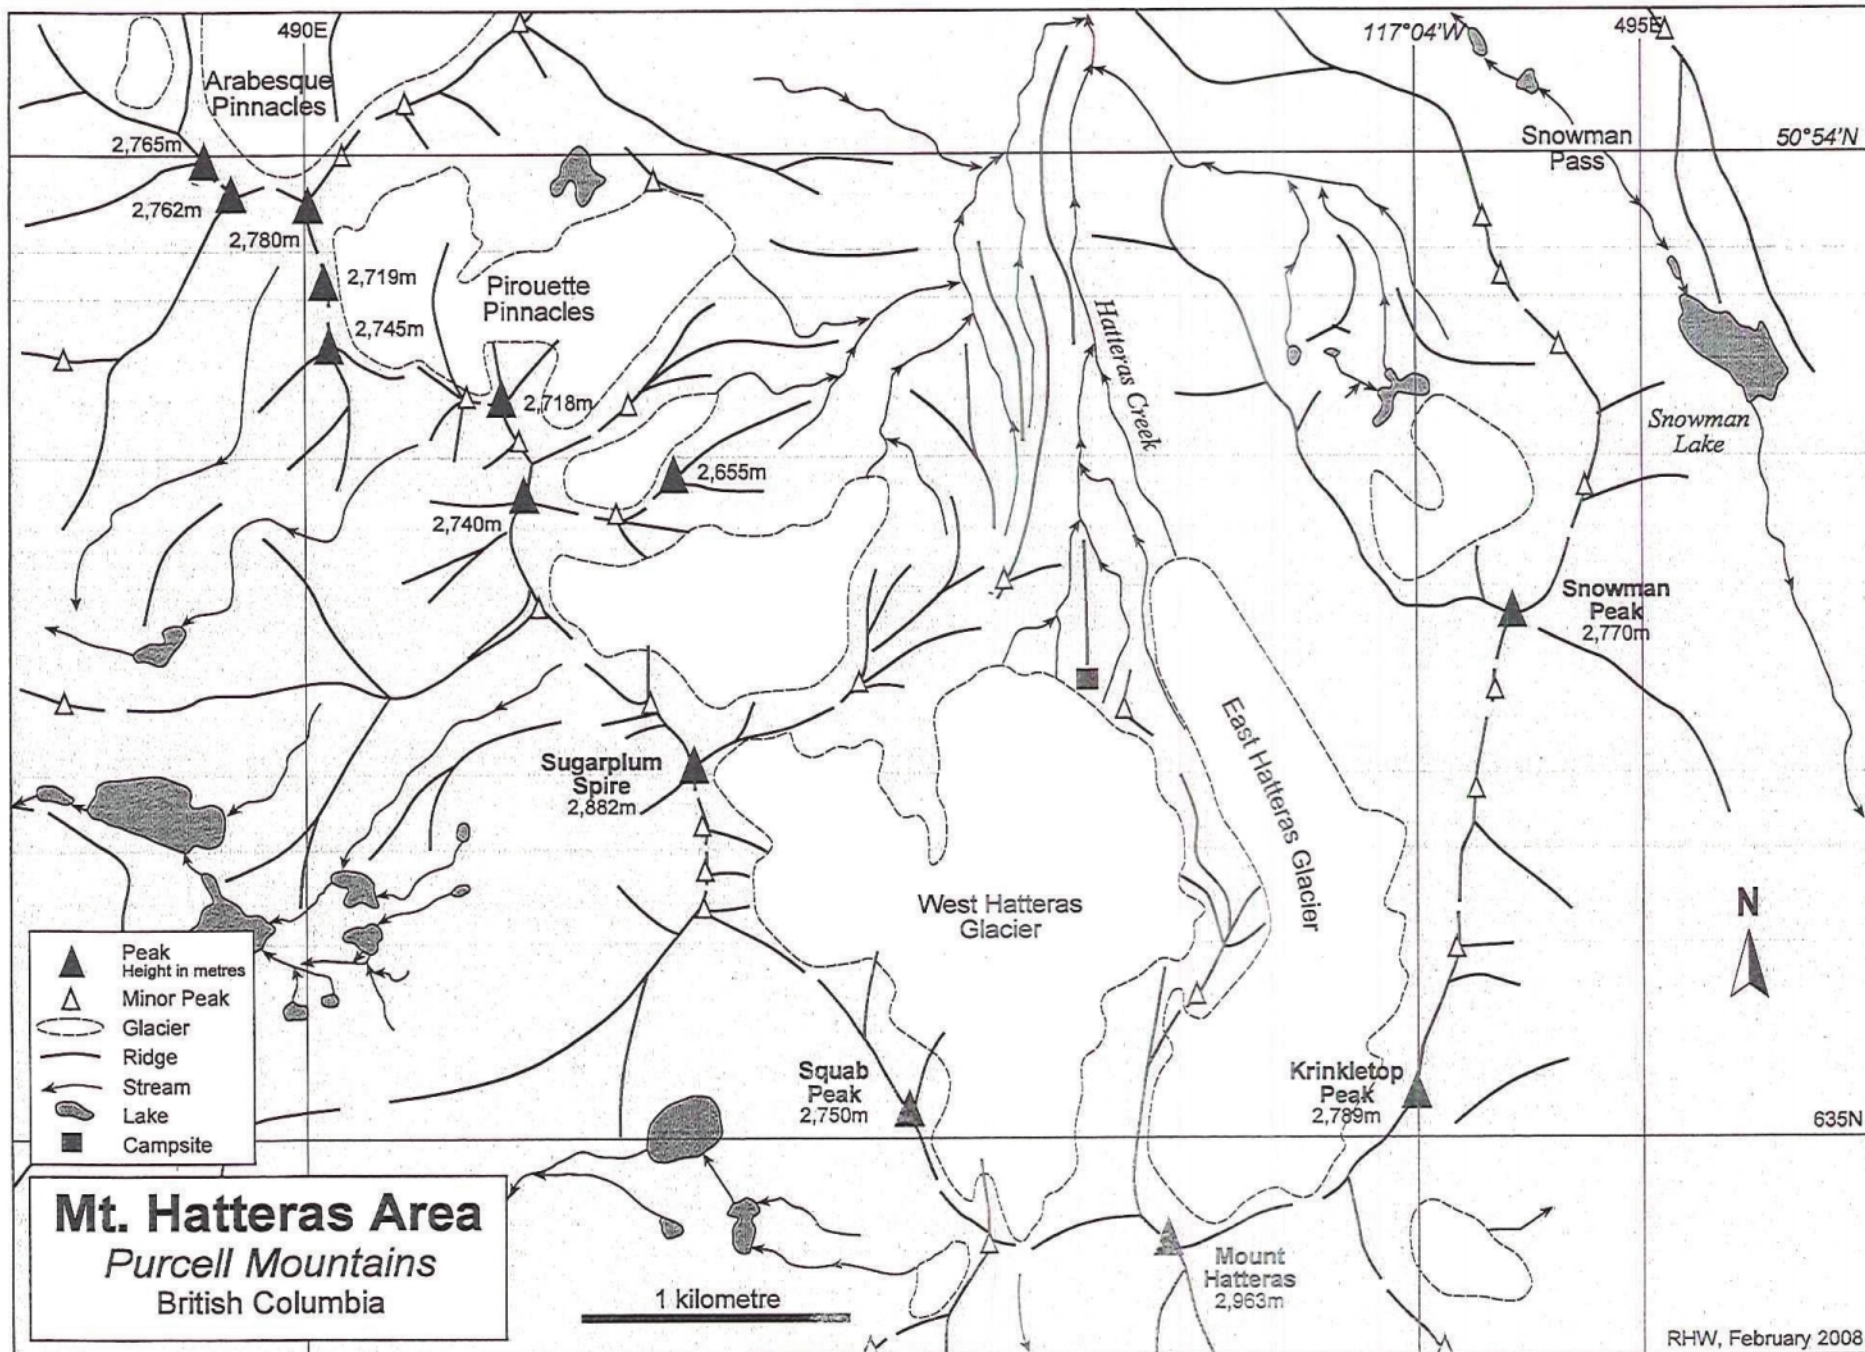 490E
117°04'W
495E
Arabesque
Pinnacles
2,765m
Snowman
Pass
50°54'N
2,762m
2,780m
2,719m
Pirouette
Pinnacles
2,745m
Hatteras Creek
2,718m
Snowman
Lake
2,655m
2,740m
Snowman
Peak
2,770m
Sugarplum
Spire
2,882m
East Hatteras Glacier
West Hatteras
Glacier
N
Peak
Height in metres
Minor Peak
Glacier
Ridge
Stream
Lake
Campsite
Squab
Peak
2,750m
Krinkletop
Peak
2,789m
635N
Mt. Hatteras Area
Purcell Mountains
British Columbia
1 kilometre
Mount
Hatteras
2,963m
RHW, February 2008